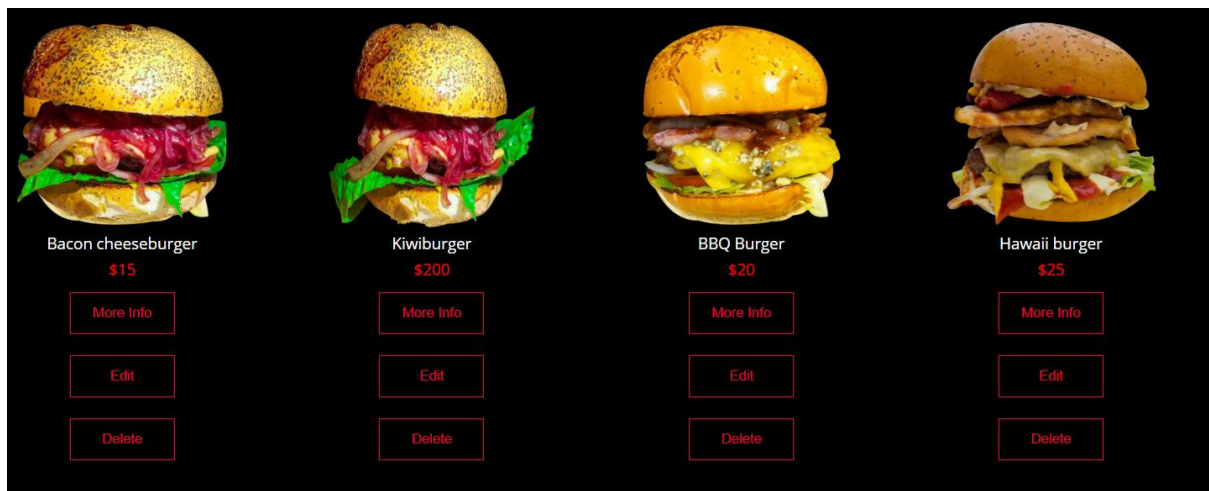 Bacon cheeseburger
$15
More Info
Edit
Delete
Kiwiburger
$200
More Info
Edit
Delete
BBQ Burger
$20
More Info
Edit
Delete
Hawaii burger
$25
More Info
Edit
Delete